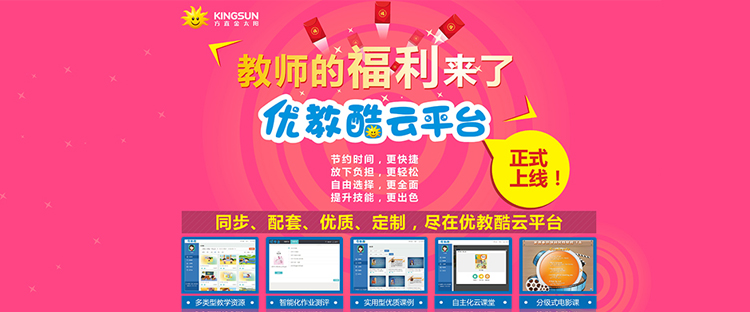 KINGSUN
方直金太阳
教师的福利来了
优教酷云平台
正式
上线！
节约时间，更快捷
放下负担，更轻松
自由选择，更全面
提升技能，更出色
同步、配套、优质、定制，尽在优教酷云平台
多类型教学资源
智能化作业测评
实用型优质课例
自主化云课堂
分级式电影课